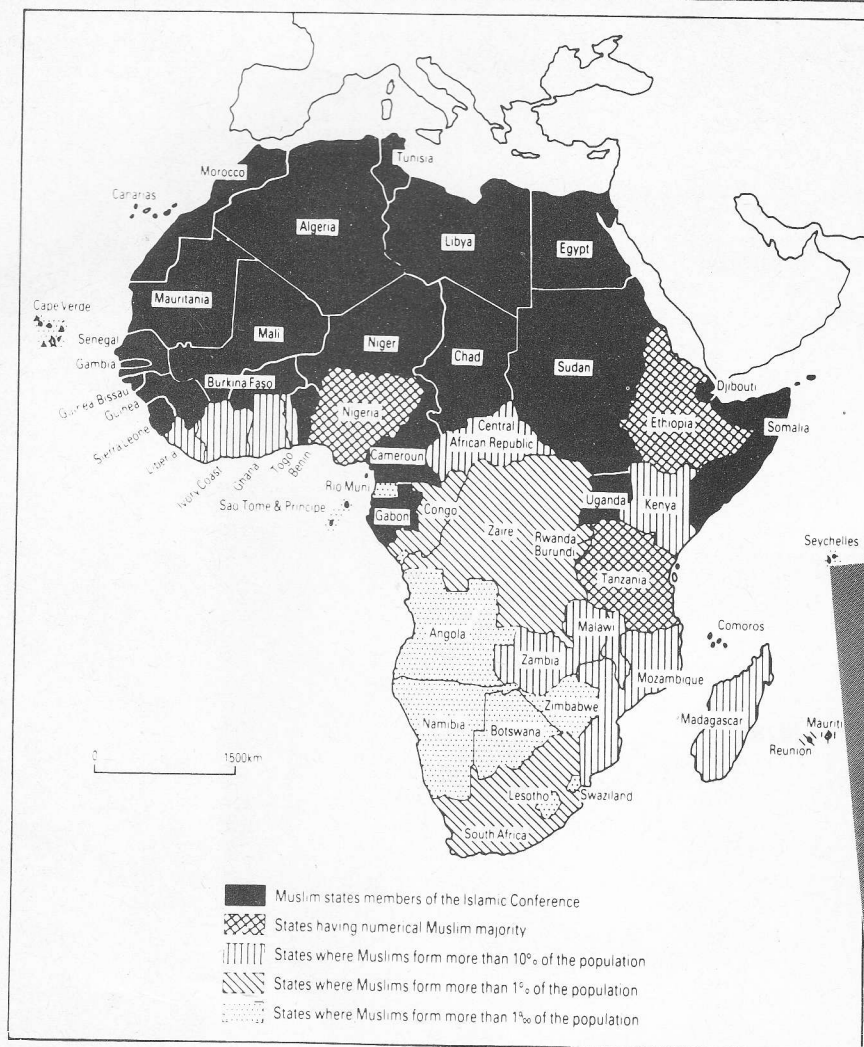 Morocco
Tunisia
Canarias
Algeria
Libya
Egypt
Mauritania
Cape Verde
Mali
Niger
Chad
Sudan
Senegal
Gambia
Burkina Faso
Guinea Bissau
Guinea
Nigeria
Djibouti
Ethiopia
Somalia
Sierra Leone
Liberia
Ivory Coast
Ghana
Togo
Benin
Cameroun
Central
African Republic
Rio Muni
Sao Tome & Principe
Gabon
Congo
Zaire
Uganda
Kenya
Rwanda
Burundi
Seychelles
Tanzania
Angola
Malawi
Comoros
Zambia
Mozambique
Zimbabwe
Madagascar
Mauriti
Reunion
Namibia
Botswana
0 1500km
Lesotho
Swaziland
South Africa
Muslim states members of the Islamic Conference
States having numerical Muslim majority
States where Muslims form more than 10% of the population
States where Muslims form more than 1% of the population
States where Muslims form more than 1‰ of the population